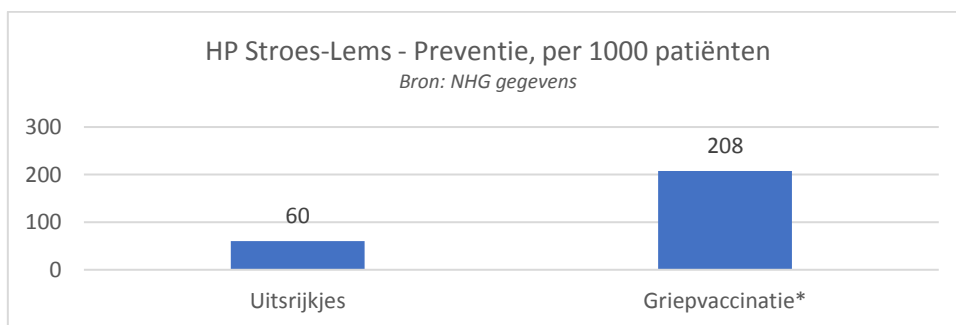 HP Stroes-Lems - Preventie, per 1000 patiënten
Bron: NHG gegevens
300
208
200
100
60
0
Uitsrijkjes
Griepvaccinatie*